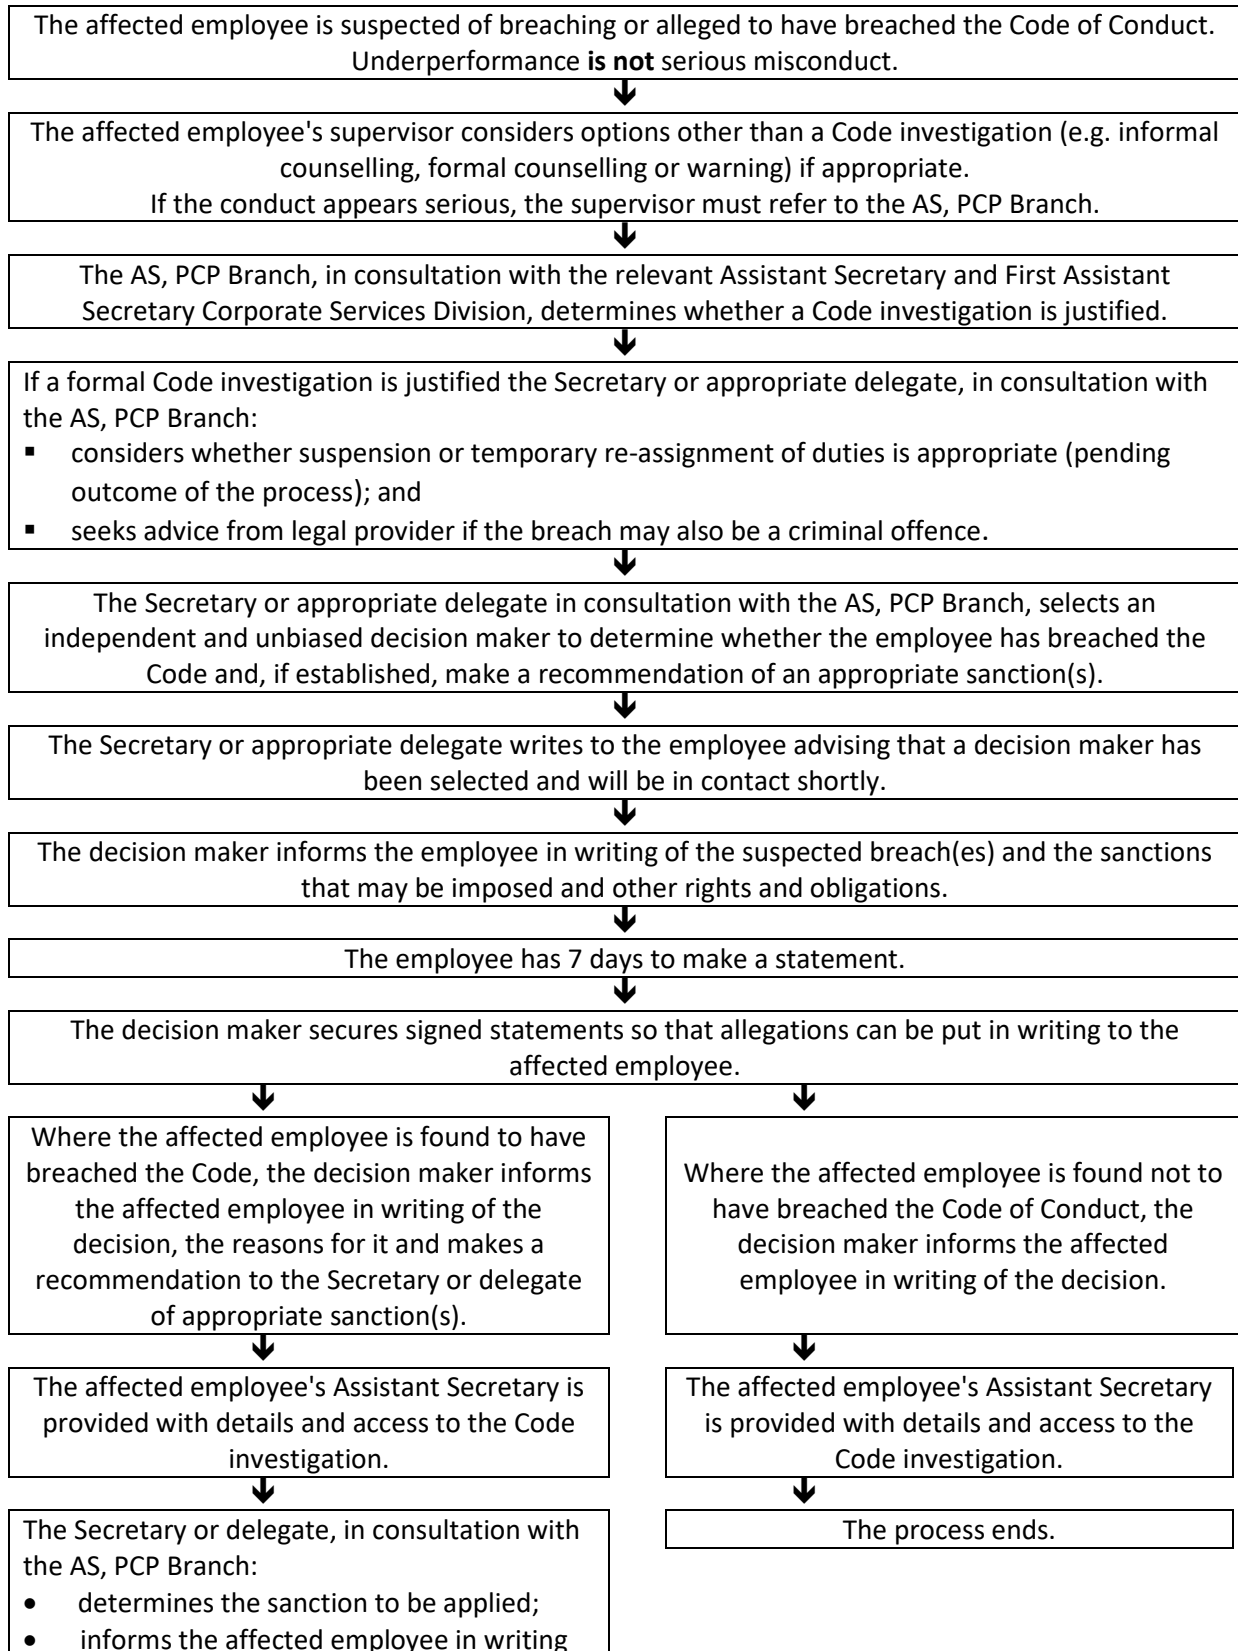 The affected employee is suspected of breaching or alleged to have breached the Code of Conduct.
Underperformance is not serious misconduct.
The affected employee's supervisor considers options other than a Code investigation (e.g. informal
counselling, formal counselling or warning) if appropriate.
If the conduct appears serious, the supervisor must refer to the AS, PCP Branch.
The AS, PCP Branch, in consultation with the relevant Assistant Secretary and First Assistant
Secretary Corporate Services Division, determines whether a Code investigation is justified.
If a formal Code investigation is justified the Secretary or appropriate delegate, in consultation with
the AS, PCP Branch:
▪ considers whether suspension or temporary re-assignment of duties is appropriate (pending
outcome of the process); and
▪ seeks advice from legal provider if the breach may also be a criminal offence.
The Secretary or appropriate delegate in consultation with the AS, PCP Branch, selects an
independent and unbiased decision maker to determine whether the employee has breached the
Code and, if established, make a recommendation of an appropriate sanction(s).
The Secretary or appropriate delegate writes to the employee advising that a decision maker has
been selected and will be in contact shortly.
The decision maker informs the employee in writing of the suspected breach(es) and the sanctions
that may be imposed and other rights and obligations.
The employee has 7 days to make a statement.
The decision maker secures signed statements so that allegations can be put in writing to the
affected employee.
Where the affected employee is found to have
breached the Code, the decision maker informs
the affected employee in writing of the
decision, the reasons for it and makes a
recommendation to the Secretary or delegate
of appropriate sanction(s).
Where the affected employee is found not to
have breached the Code of Conduct, the
decision maker informs the affected
employee in writing of the decision.
The affected employee's Assistant Secretary is
provided with details and access to the Code
investigation.
The affected employee's Assistant Secretary
is provided with details and access to the
Code investigation.
The Secretary or delegate, in consultation with
the AS, PCP Branch:
• determines the sanction to be applied;
• informs the affected employee in writing
The process ends.